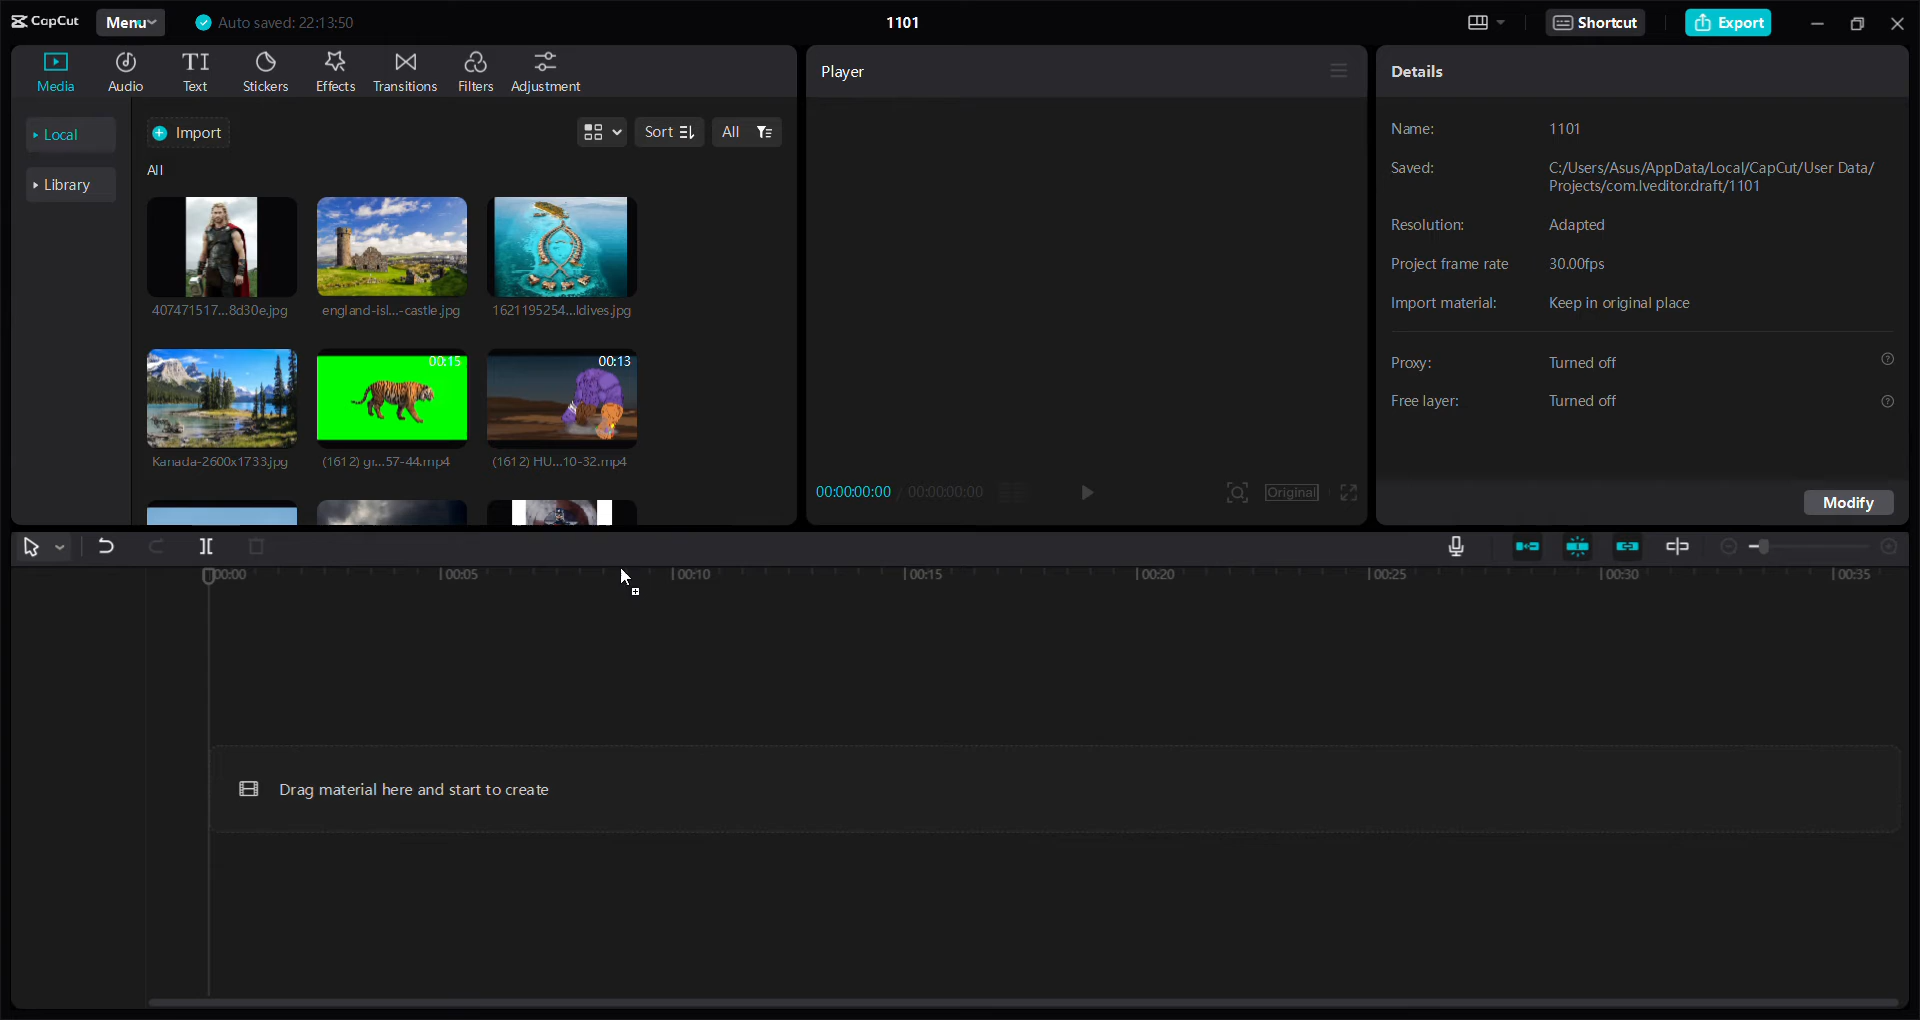 CapCut
Menu
Auto saved: 22:13:50
1101
Shortcut
Export
Media
Audio
Text
Stickers
Effects
Transitions
Filters
Adjustment
Local
Library
Import
Sort
All
All
407471517...8d30e.jpg
england-isl...-castle.jpg
1621195254...ldives.jpg
00:15
00:13
Kanada-2600x1733.jpg
(1612) gr...57-44.mp4
(1612) HU...10-32.mp4
Player
00:00:00:00 / 00:00:00:00
Original
Details
Name: 1101
Saved: C:/Users/Asus/AppData/Local/CapCut/User Data/
Projects/com.lveditor.draft/1101
Resolution: Adapted
Project frame rate 30.00fps
Import material: Keep in original place
Proxy: Turned off
Free layer: Turned off
Modify
00:00 00:05 00:10 00:15 00:20 00:25 00:30 00:35
Drag material here and start to create